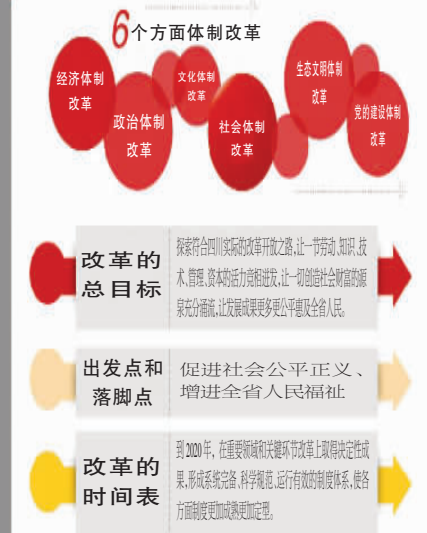 6个方面体制改革
经济体制
改革
政治体制
改革
文化体制
改革
社会体制
改革
生态文明体制
改革
党的建设体制
改革
改革的
总目标
探索符合四川实际的改革开放之路,让一节劳动、知识、技
术、管理、资本的活力竞相迸发,让一切创造社会财富的源
泉充分涌流,让发展成果更多更公平惠及全省人民。
出发点和
落脚点
促进社会公平正义、
增进全省人民福祉
改革的
时间表
到2020年，在重要领域和关键环节改革上取得决定性成
果,形成系统完备、科学规范、运行有效的制度体系,使各
方面制度更加成熟更加定型。